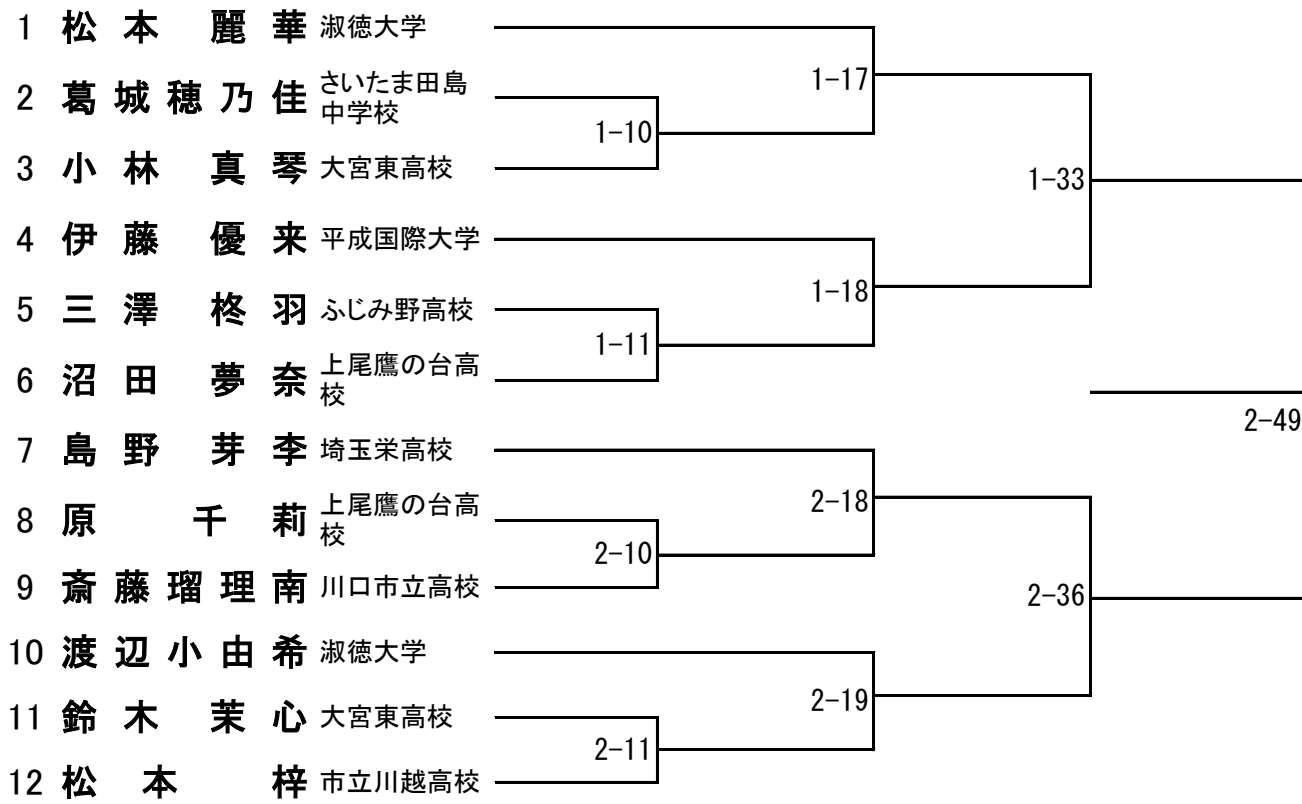 1 松本 麗華 淑徳大学
2 葛城穂乃佳 さいたま田島
中学校
3 小林 真琴 大宮東高校
4 伊藤 優来 平成国際大学
5 三澤 柊羽 ふじみ野高校
6 沼田 夢奈 上尾鷹の台高
校
7 島野 芽李 埼玉栄高校
8 原 千莉 上尾鷹の台高
校
9 斎藤瑠理南 川口市立高校
10 渡辺小由希 淑徳大学
11 鈴木 茉心 大宮東高校
12 松本 梓 市立川越高校
1-10
1-11
2-10
2-11
1-17
1-18
2-18
2-19
1-33
2-36
2-49